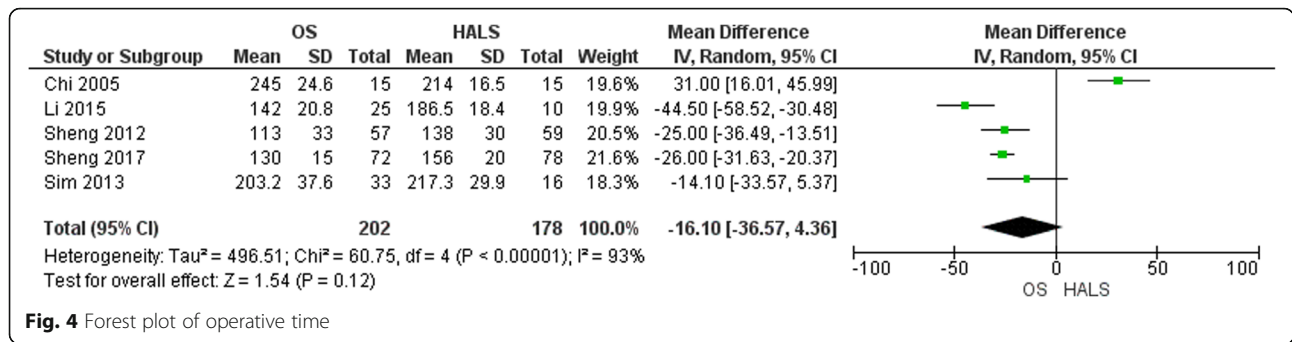 OS HALS Mean Difference Mean Difference
Study or Subgroup Mean SD Total Mean SD Total Weight IV, Random, 95% CI IV, Random, 95% CI
Chi 2005 245 24.6 15 214 16.5 15 19.6% 31.00 [16.01, 45.99]
Li 2015 142 20.8 25 186.5 18.4 10 19.9% -44.50 [-58.52, -30.48]
Sheng 2012 113 33 57 138 30 59 20.5% -25.00 [-36.49, -13.51]
Sheng 2017 130 15 72 156 20 78 21.6% -26.00 [-31.63, -20.37]
Sim 2013 203.2 37.6 33 217.3 29.9 16 18.3% -14.10 [-33.57, 5.37]
Total (95% CI) 202 178 100.0% -16.10 [-36.57, 4.36]
Heterogeneity: Tau² = 496.51; Chi² = 60.75, df = 4 (P < 0.00001); I² = 93%
Test for overall effect: Z = 1.54 (P = 0.12)
-100 -50 0 50 100
OS HALS
Fig. 4 Forest plot of operative time